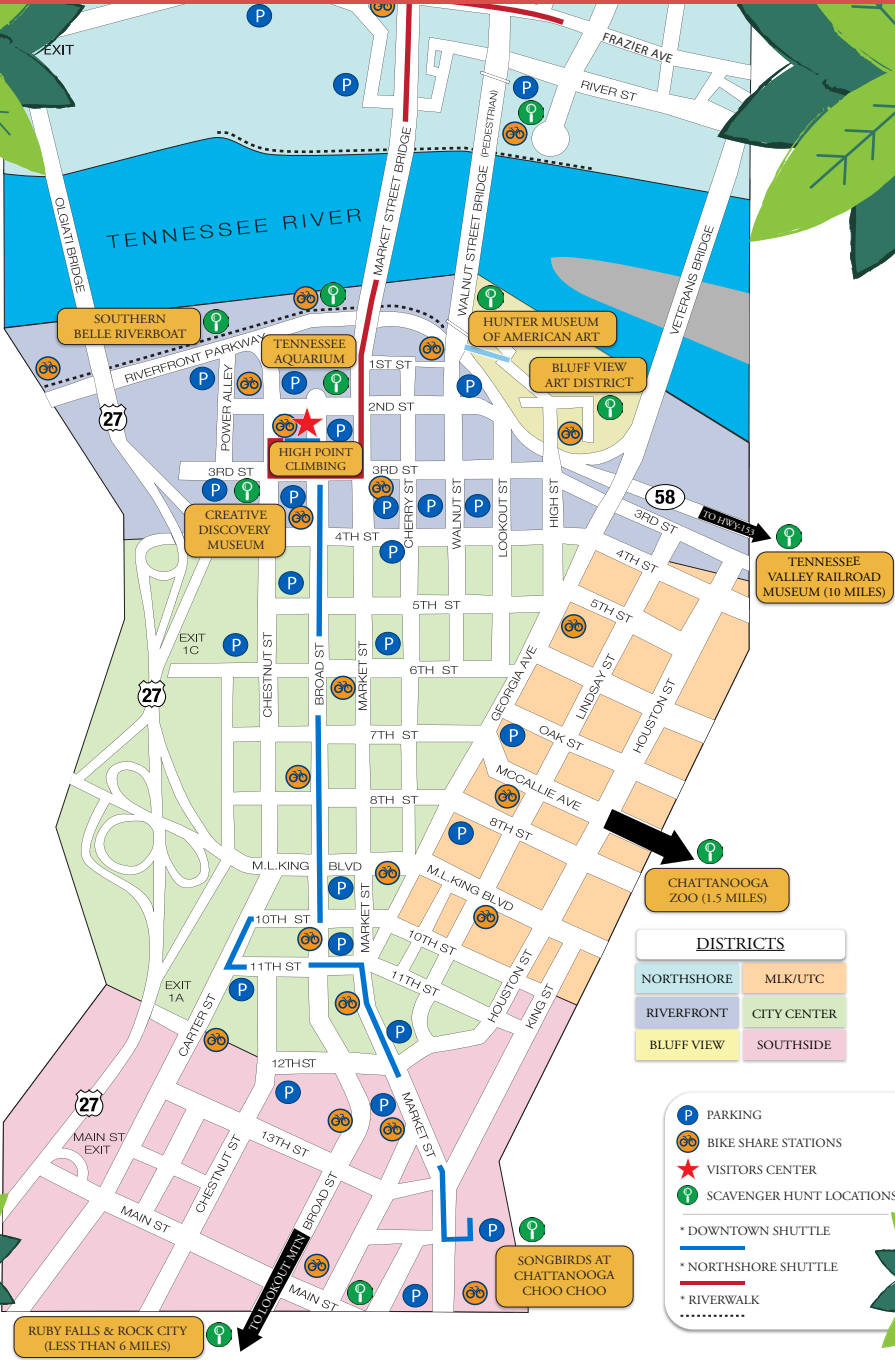 EXIT
P
FRAZIER AVE
P
P
RIVER ST
MARKET STREET BRIDGE
WALNUT STREET BRIDGE (PEDESTRIAN)
OLGIATI BRIDGE
TENNESSEE RIVER
VETERANS BRIDGE
SOUTHERN
BELLE RIVERBOAT
HUNTER MUSEUM
OF AMERICAN ART
RIVERFRONT PARKWAY
TENNESSEE
AQUARIUM
1ST ST
BLUFF VIEW
ART DISTRICT
P
P
P
POWER ALLEY
2ND ST
27
P
HIGH POINT
CLIMBING
3RD ST
3RD ST
58
TO HWY-153
P
P
P
P
P
CHERRY ST
WALNUT ST
LOOKOUT ST
HIGH ST
3RD ST
CREATIVE
DISCOVERY
MUSEUM
4TH ST
P
4TH ST
TENNESSEE
VALLEY RAILROAD
MUSEUM (10 MILES)
P
5TH ST
5TH ST
EXIT
1C
P
P
CHESTNUT ST
BROAD ST
MARKET ST
6TH ST
GEORGIA AVE
LINDSAY ST
HOUSTON ST
27
7TH ST
P
OAK ST
MCCALLIE AVE
8TH ST
8TH ST
P
M.L.KING BLVD
P
M.L.KING BLVD
CHATTANOOGA
ZOO (1.5 MILES)
10TH ST
MARKET ST
P
10TH ST
11TH ST
11TH ST
HOUSTON ST
KING ST
EXIT
1A
P
CARTER ST
P
12TH ST
P
P
27
MARKET ST
MAIN ST
EXIT
13TH ST
CHESTNUT ST
BROAD ST
MAIN ST
P
TO LOOKOUT MTN
MAIN ST
P
SONGBIRDS AT
CHATTANOOGA
CHOO CHOO
RUBY FALLS & ROCK CITY
(LESS THAN 6 MILES)
DISTRICTS
NORTHSHORE
MLK/UTC
RIVERFRONT
CITY CENTER
BLUFF VIEW
SOUTHSIDE
P PARKING
BIKE SHARE STATIONS
VISITORS CENTER
SCAVENGER HUNT LOCATIONS
* DOWNTOWN SHUTTLE
* NORTHSHORE SHUTTLE
* RIVERWALK